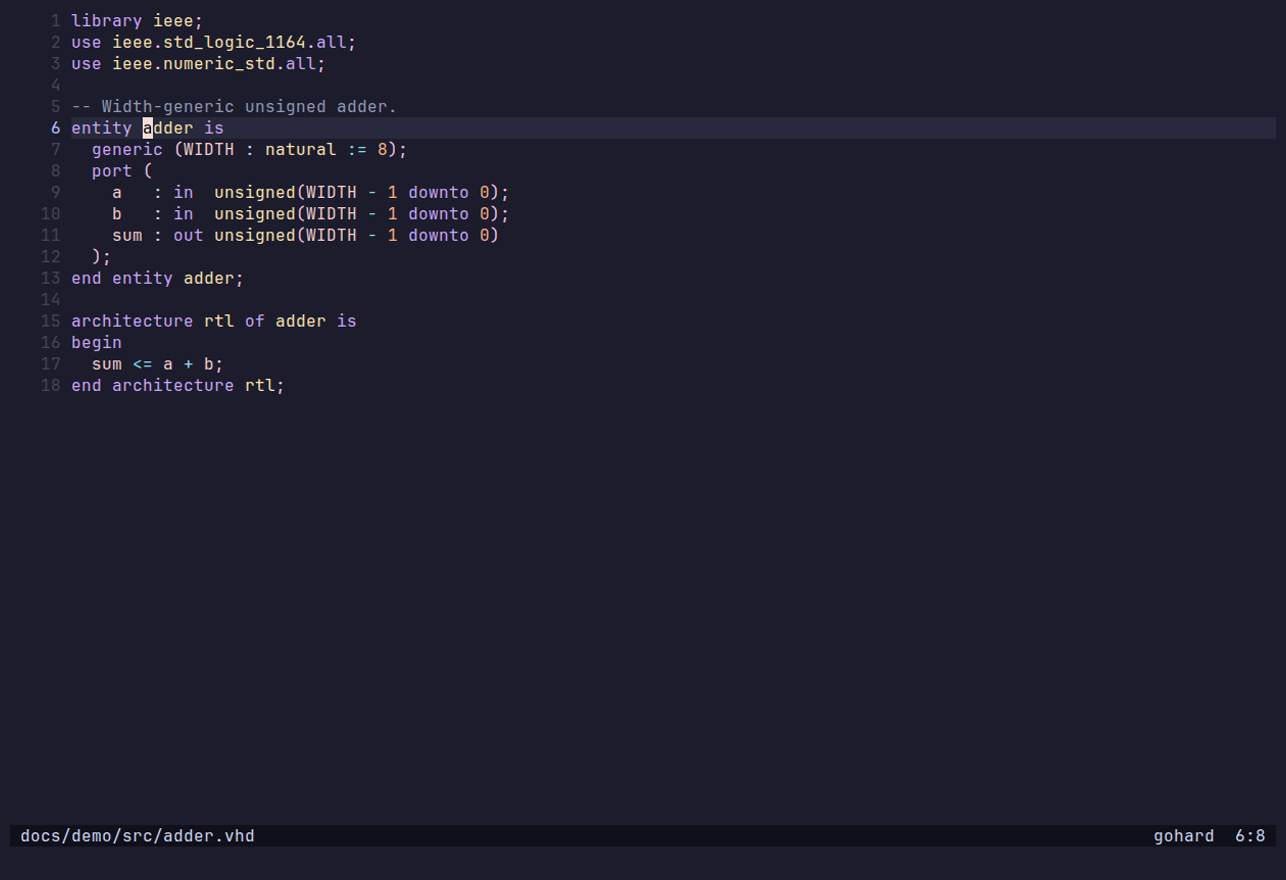 1 library ieee;
2 use ieee.std_logic_1164.all;
3 use ieee.numeric_std.all;
4
5 -- Width-generic unsigned adder.
6 entity adder is
7   generic (WIDTH : natural := 8);
8   port (
9     a   : in  unsigned(WIDTH - 1 downto 0);
10     b   : in  unsigned(WIDTH - 1 downto 0);
11     sum : out unsigned(WIDTH - 1 downto 0)
12   );
13 end entity adder;
14
15 architecture rtl of adder is
16 begin
17   sum <= a + b;
18 end architecture rtl;
docs/demo/src/adder.vhd gohard 6:8